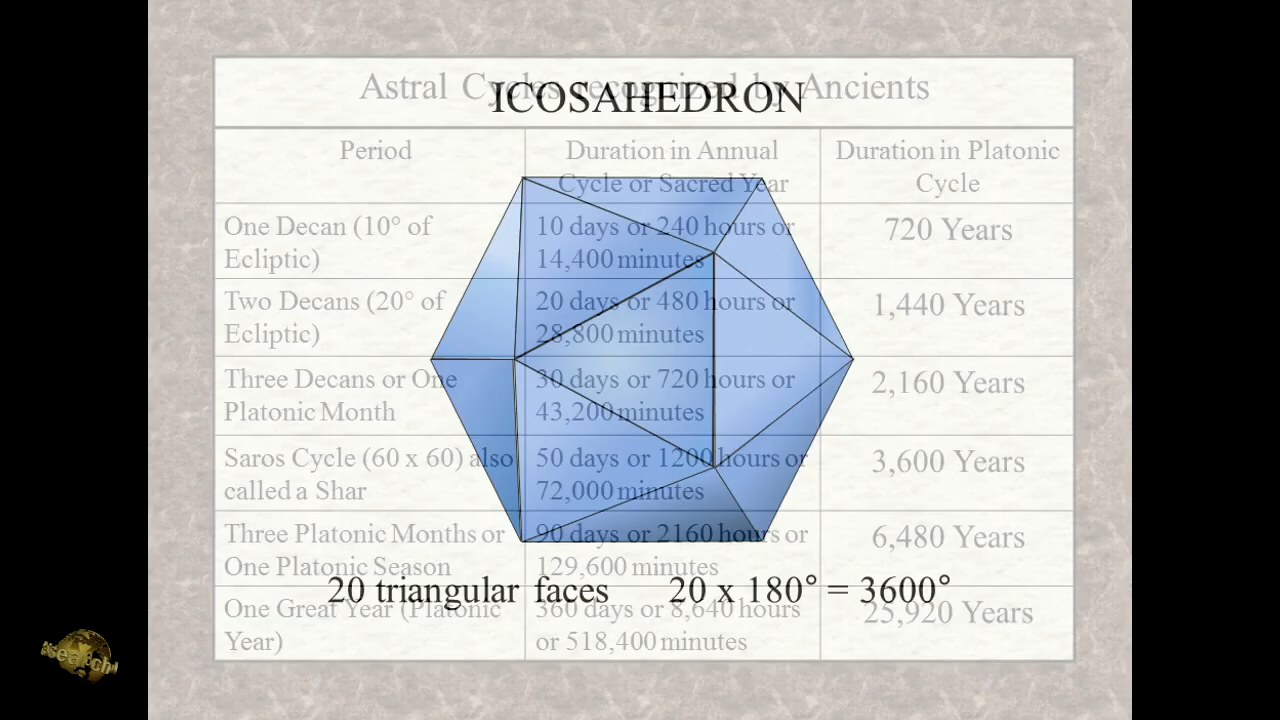 Astral Cycles recognized by Ancients
ICOSAHEDRON
Period
Duration in Annual
Cycle or Sacred Year
Duration in Platonic
Cycle
One Decan (10° of
Ecliptic)
10 days or 240 hours or
14,400 minutes
720 Years
Two Decans (20° of
Ecliptic)
20 days or 480 hours or
28,800 minutes
1,440 Years
Three Decans or One
Platonic Month
30 days or 720 hours or
43,200 minutes
2,160 Years
Saros Cycle (60 x 60) also
called a Shar
50 days or 1200 hours or
72,000 minutes
3,600 Years
Three Platonic Months or
One Platonic Season
90 days or 2160 hours or
129,600 minutes
6,480 Years
20 triangular faces 20 x 180° = 3600°
One Great Year (Platonic
Year)
360 days or 8,640 hours
or 518,400 minutes
25,920 Years